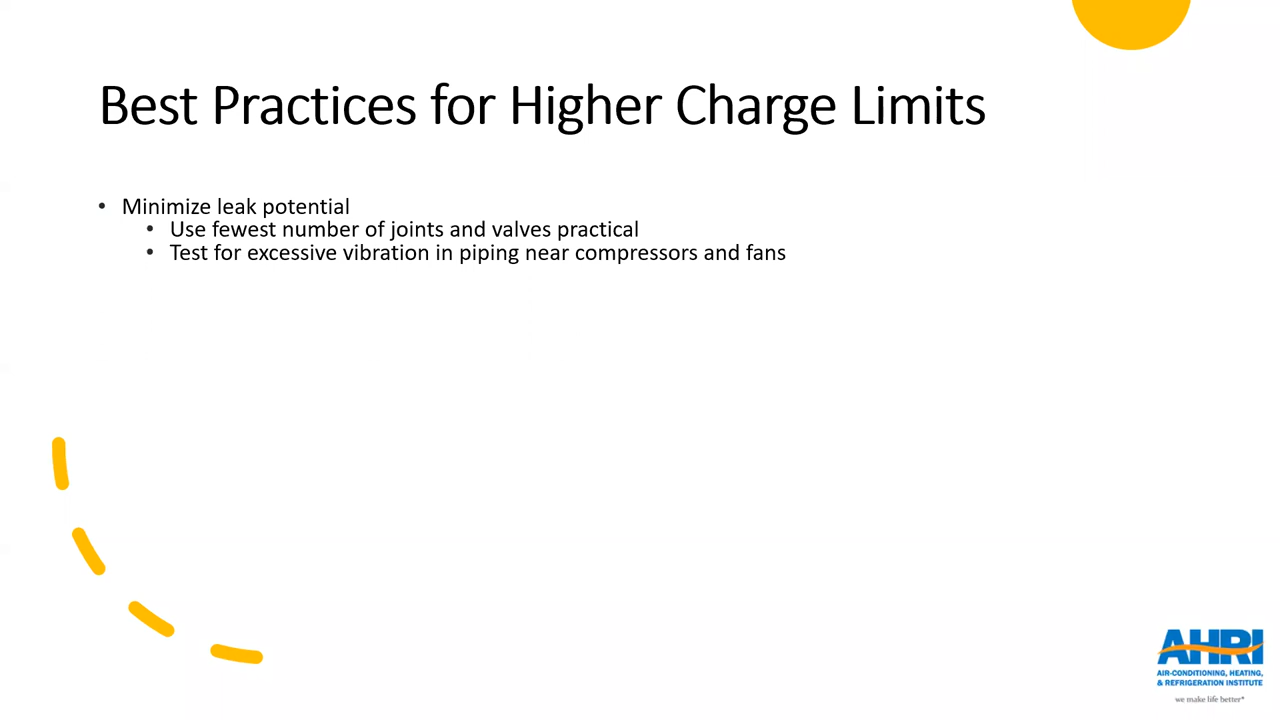 Best Practices for Higher Charge Limits
• Minimize leak potential
• Use fewest number of joints and valves practical
• Test for excessive vibration in piping near compressors and fans
AHRI
AIR-CONDITIONING, HEATING,
& REFRIGERATION INSTITUTE
we make life better*